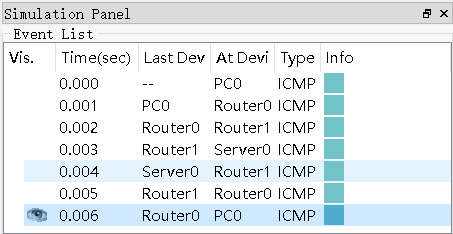 Simulation Panel
Event List
Vis. Time(sec) Last Dev At Devi Type Info
0.000 -- PC0 ICMP
0.001 PC0 Router0 ICMP
0.002 Router0 Router1 ICMP
0.003 Router1 Server0 ICMP
0.004 Server0 Router1 ICMP
0.005 Router1 Router0 ICMP
0.006 Router0 PC0 ICMP